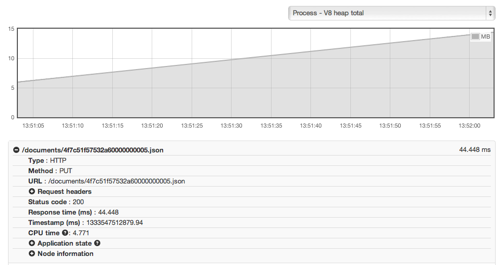 Process - V8 heap total
15
MB
10
5
0
13:51:05 13:51:10 13:51:15 13:51:20 13:51:25 13:51:30 13:51:35 13:51:40 13:51:45 13:51:50 13:51:55 13:52:00
/documents/4f7c51f57532a60000000005.json 44.448 ms
Type : HTTP
Method : PUT
URL : /documents/4f7c51f57532a60000000005.json
Request headers
Status code : 200
Response time (ms) : 44.448
Timestamp (ms) : 1333547512879.94
CPU time ? : 4.771
Application state ?
Node information